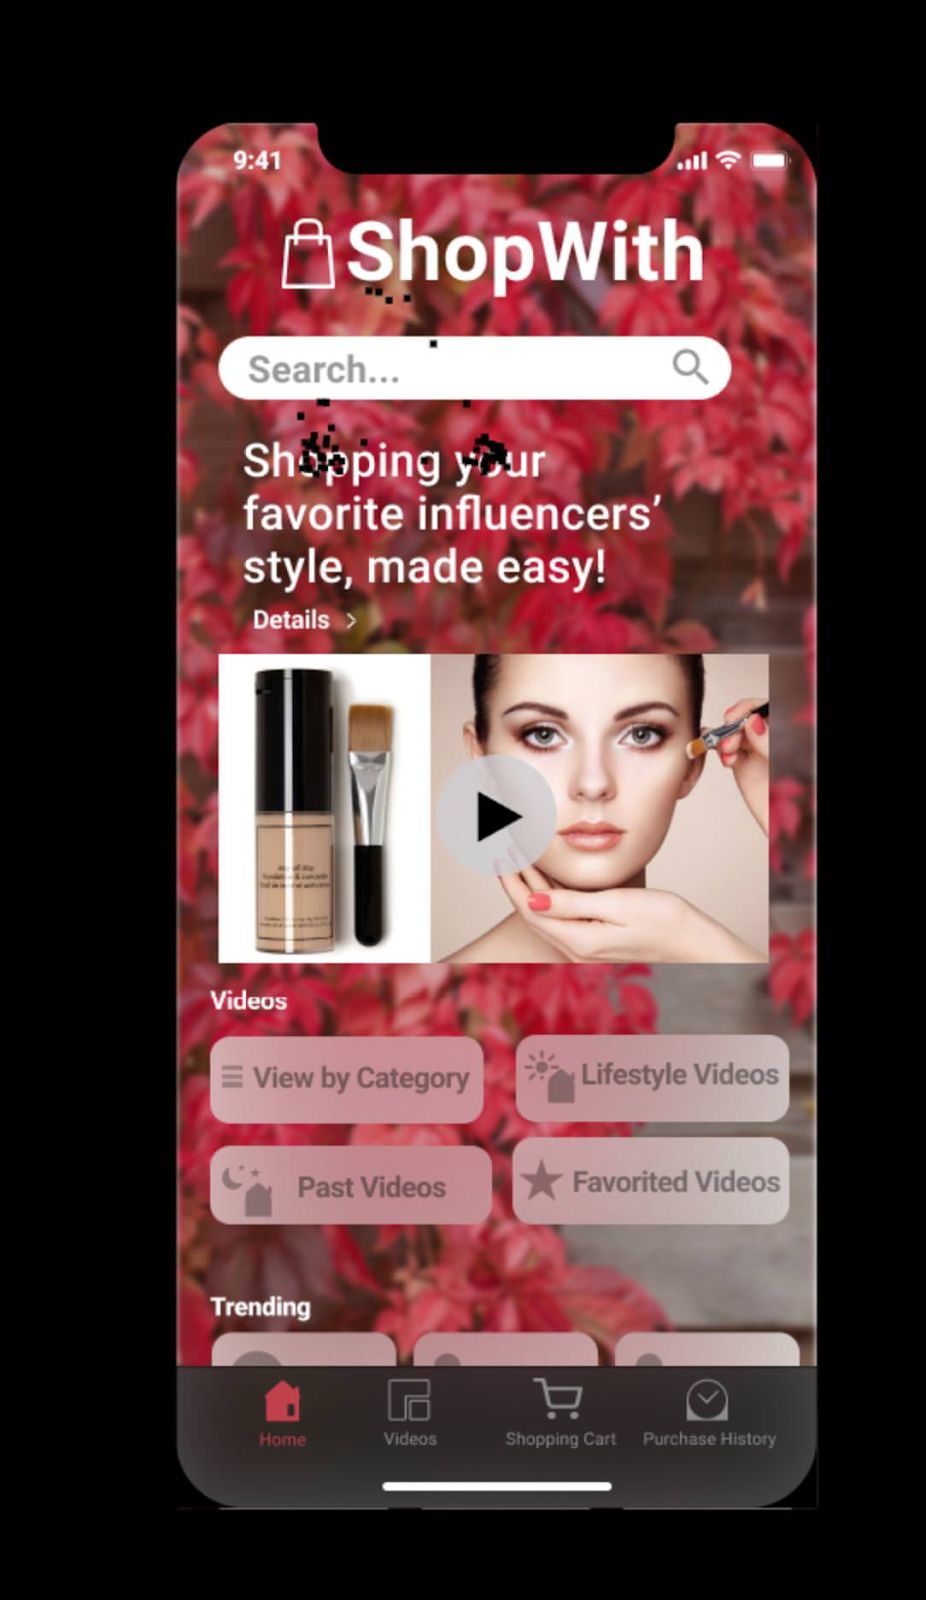 9:41
ShopWith
Search...
Shopping your
favorite influencers’
style, made easy!
Details >
Videos
View by Category
Lifestyle Videos
Past Videos
Favorited Videos
Trending
Home
Videos
Shopping Cart
Purchase History